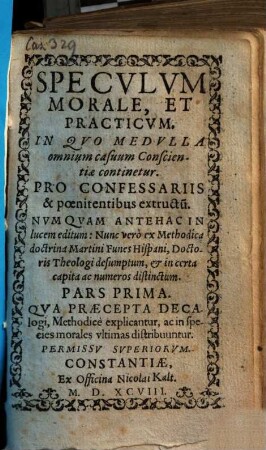 Cas. 329
SPECVLVM
MORALE, ET
PRACTICVM.
IN QVO MEDVLLA
omnium casuum Conscien-
tiæ continetur.
PRO CONFESSARIIS
& pœnitentibus extructũ.
NVMQVAM ANTEHAC IN
lucem editum: Nunc verò ex Methodica
doctrina Martini Funes Hispani, Docto-
ris Theologi desumptum, & in certa
capita ac numeros distinctum.
PARS PRIMA.
QVA PRÆCEPTA DECA
logi, Methodicè explicantur, ac in spe
cies morales vltimas distribuuntur.
PERMISSV SVPERIORVM.
CONSTANTIÆ,
Ex Officina Nicolai Kalt.
M. D. XCVIII.